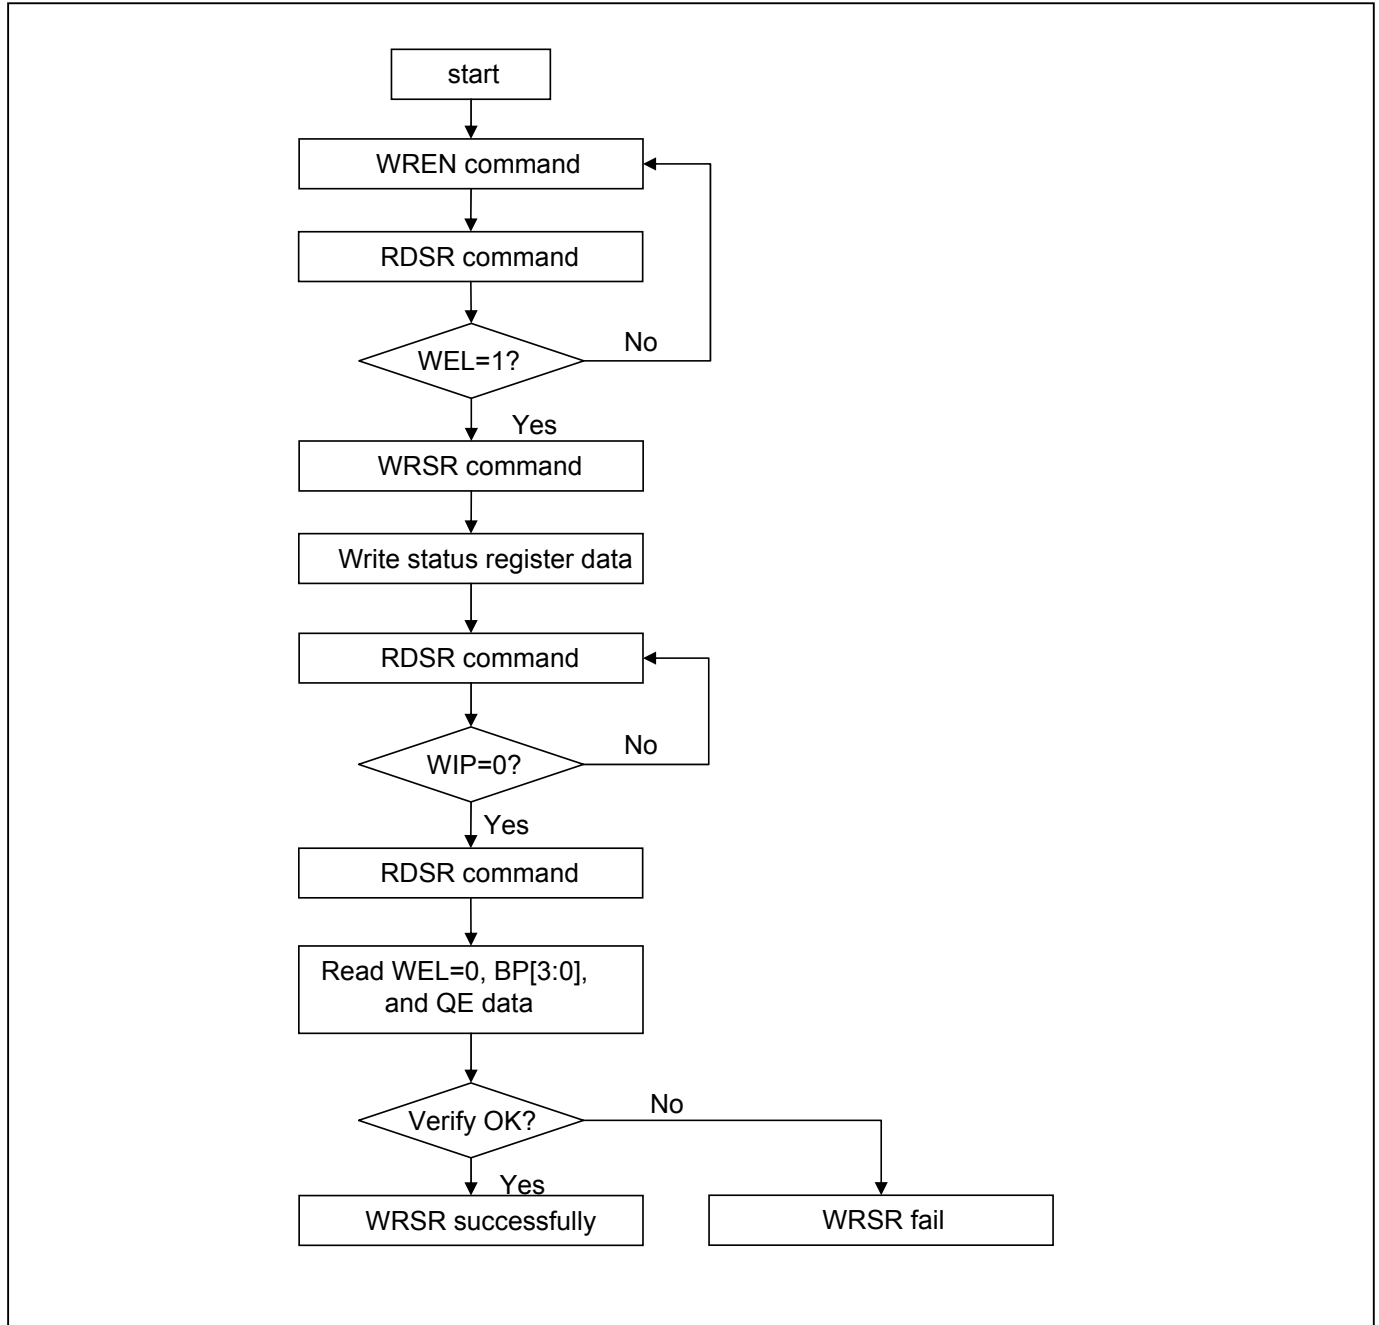 start
WREN command
RDSR command
WEL=1?
No
Yes
WRSR command
Write status register data
RDSR command
WIP=0?
No
Yes
RDSR command
Read WEL=0, BP[3:0],
and QE data
Verify OK?
No
Yes
WRSR successfully
WRSR fail